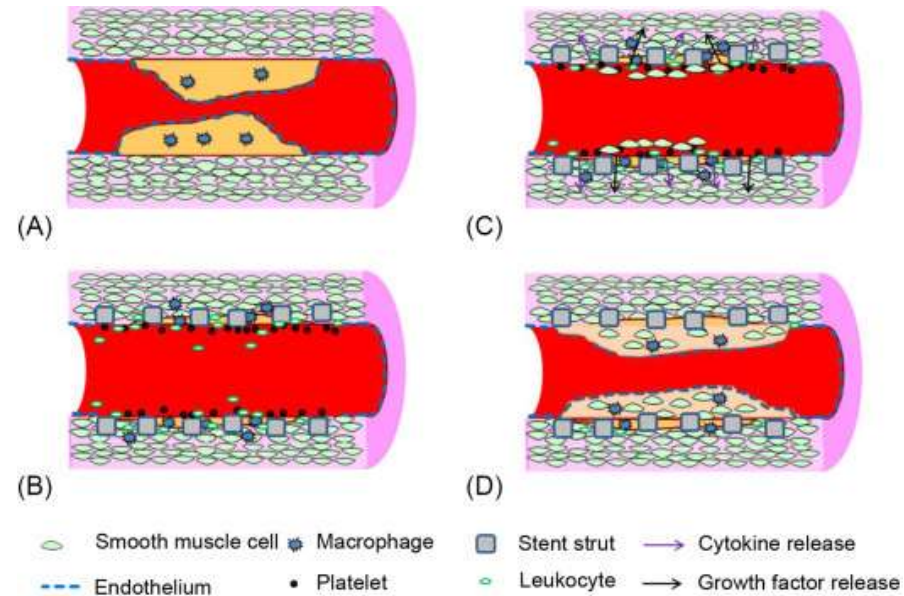 (A)
(C)
(B)
(D)
Smooth muscle cell
Macrophage
Stent strut
Cytokine release
Endothelium
Platelet
Leukocyte
Growth factor release